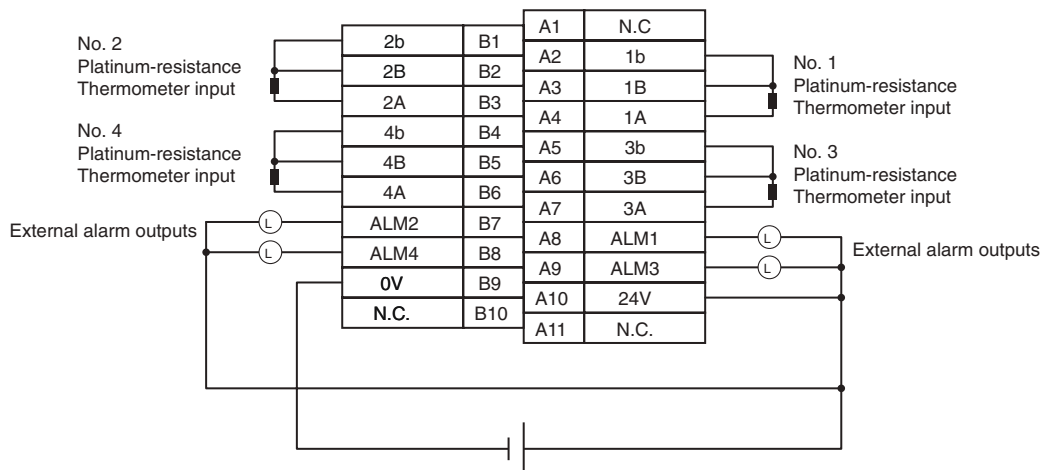 No. 2
Platinum-resistance
Thermometer input
No. 4
Platinum-resistance
Thermometer input
External alarm outputs
2b B1
2B B2
2A B3
4b B4
4B B5
4A B6
L ALM2 B7
L ALM4 B8
0V B9
N.C. B10
A1 N.C
A2 1b
A3 1B
A4 1A
A5 3b
A6 3B
A7 3A
A8 ALM1 L
A9 ALM3 L
A10 24V
A11 N.C.
No. 1
Platinum-resistance
Thermometer input
No. 3
Platinum-resistance
Thermometer input
External alarm outputs